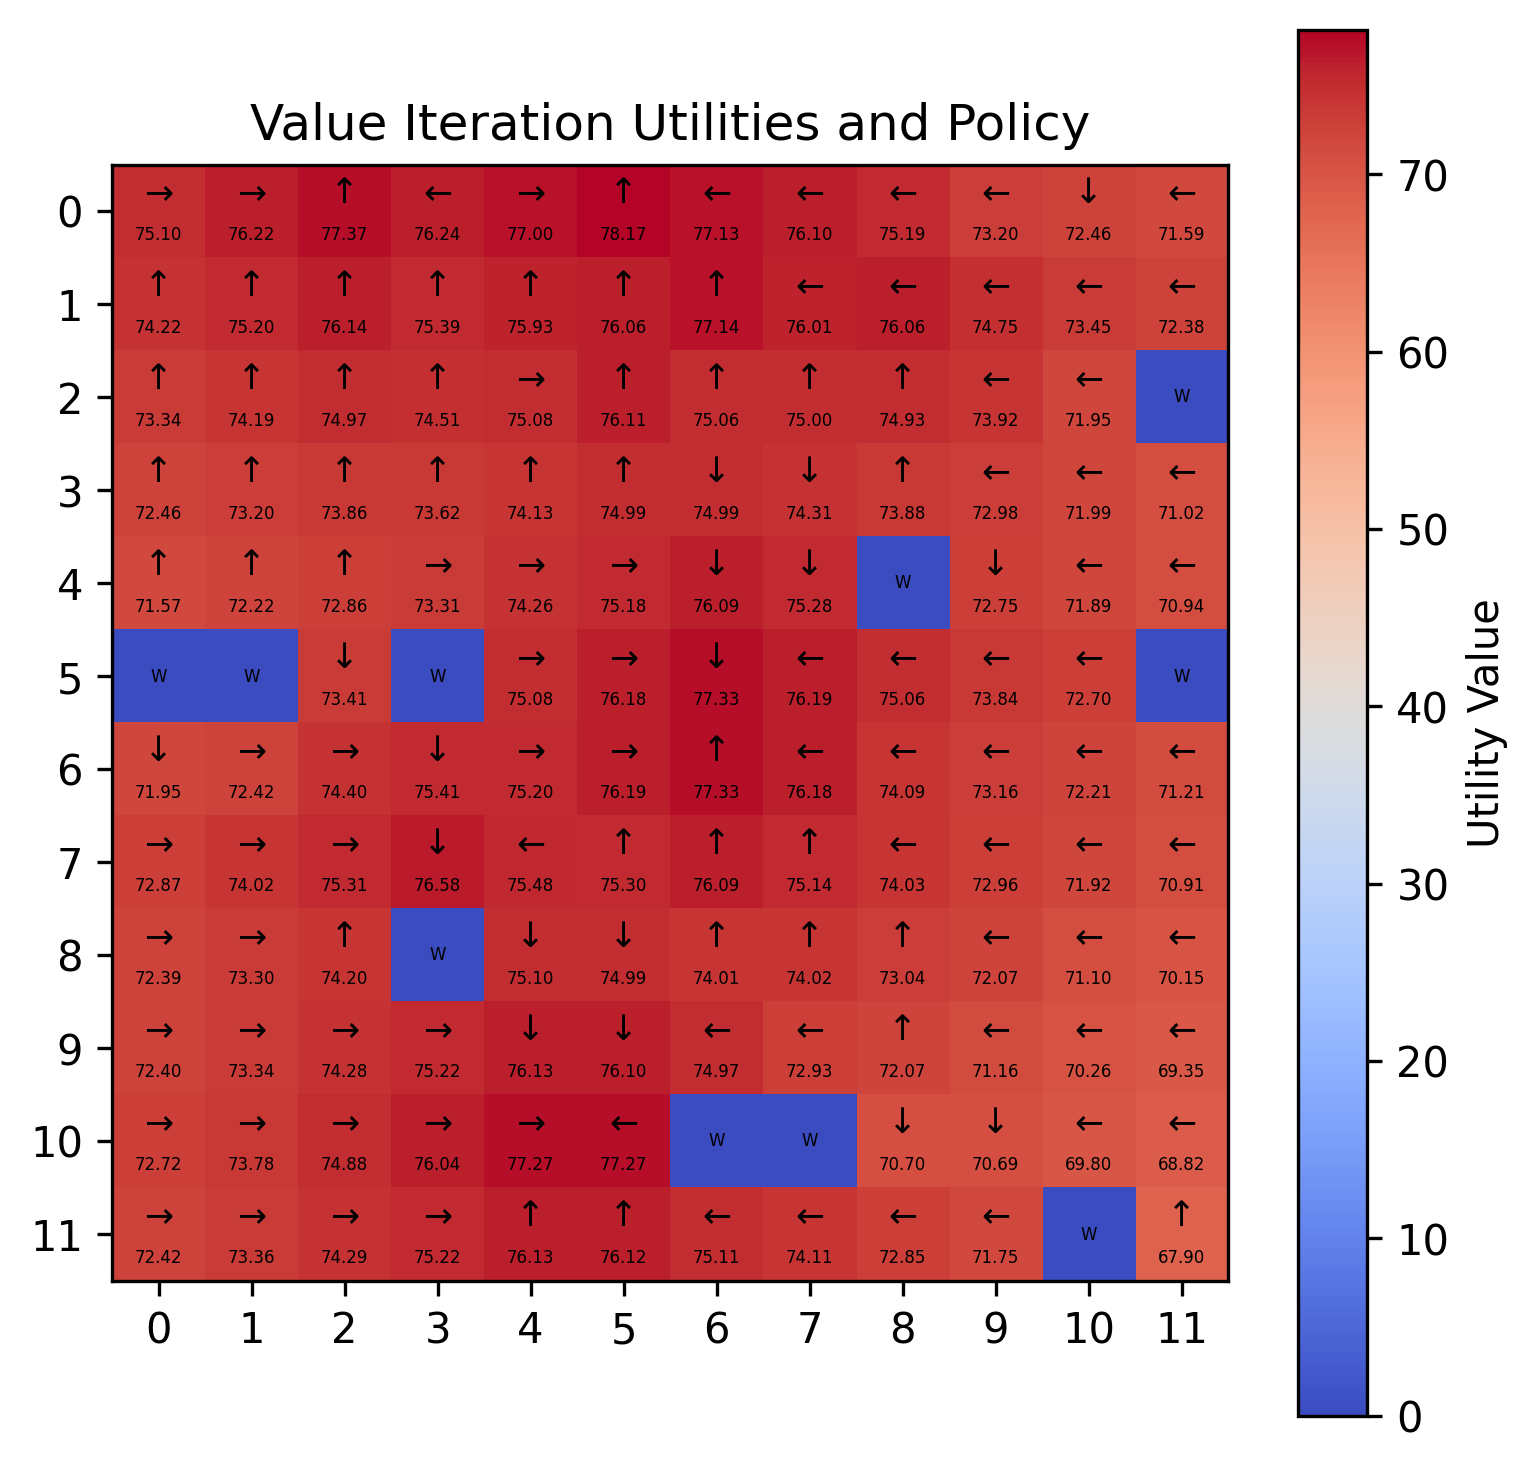 Value Iteration Utilities and Policy
0 → → ↑ ← → ↑ ← ← ← ← ↓ ←
75.10 76.22 77.37 76.24 77.00 78.17 77.13 76.10 75.19 73.20 72.46 71.59
1 ↑ ↑ ↑ ↑ ↑ ↑ ↑ ← ← ← ← ←
74.22 75.20 76.14 75.39 75.93 76.06 77.14 76.01 76.06 74.75 73.45 72.38
2 ↑ ↑ ↑ ↑ → ↑ ↑ ↑ ↑ ← ← W
73.34 74.19 74.97 74.51 75.08 76.11 75.06 75.00 74.93 73.92 71.95
3 ↑ ↑ ↑ ↑ ↑ ↑ ↓ ↓ ↑ ← ← ←
72.46 73.20 73.86 73.62 74.13 74.99 74.99 74.31 73.88 72.98 71.99 71.02
4 ↑ ↑ ↑ → → → ↓ ↓ W ↓ ← ←
71.57 72.22 72.86 73.31 74.26 75.18 76.09 75.28 72.75 71.89 70.94
5 W W ↓ W → → ↓ ← ← ← ← W
73.41 75.08 76.18 77.33 76.19 75.06 73.84 72.70
6 ↓ → → ↓ → → ↑ ← ← ← ← ←
71.95 72.42 74.40 75.41 75.20 76.19 77.33 76.18 74.09 73.16 72.21 71.21
7 → → → ↓ ← ↑ ↑ ↑ ← ← ← ←
72.87 74.02 75.31 76.58 75.48 75.30 76.09 75.14 74.03 72.96 71.92 70.91
8 → → ↑ W ↓ ↓ ↑ ↑ ↑ ← ← ←
72.39 73.30 74.20 75.10 74.99 74.01 74.02 73.04 72.07 71.10 70.15
9 → → → → ↓ ↓ ← ← ↑ ← ← ←
72.40 73.34 74.28 75.22 76.13 76.10 74.97 72.93 72.07 71.16 70.26 69.35
10 → → → → → ← W W ↓ ↓ ← ←
72.72 73.78 74.88 76.04 77.27 77.27 70.70 70.69 69.80 68.82
11 → → → → ↑ ↑ ← ← ← ← W ↑
72.42 73.36 74.29 75.22 76.13 76.12 75.11 74.11 72.85 71.75 67.90
0 1 2 3 4 5 6 7 8 9 10 11
70
60
50
40
30
20
10
0
Utility Value